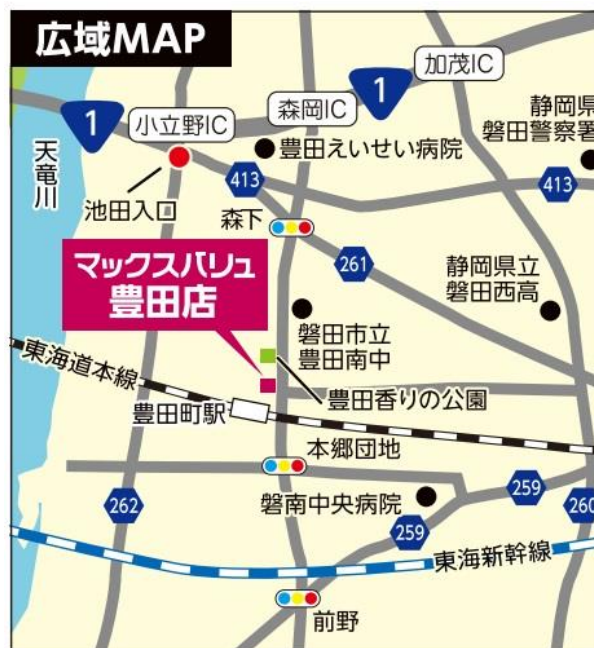 広域MAP
加茂IC
1
森岡IC
静岡県
磐田警察署
1
小立野IC
豊田えいせい病院
天竜川
413
413
池田入口
森下
261
静岡県立
磐田西高
マックスバリュ
豊田店
磐田市立
豊田南中
東海道本線
豊田香りの公園
豊田町駅
本郷団地
262
磐南中央病院
259
260
259
東海新幹線
前野